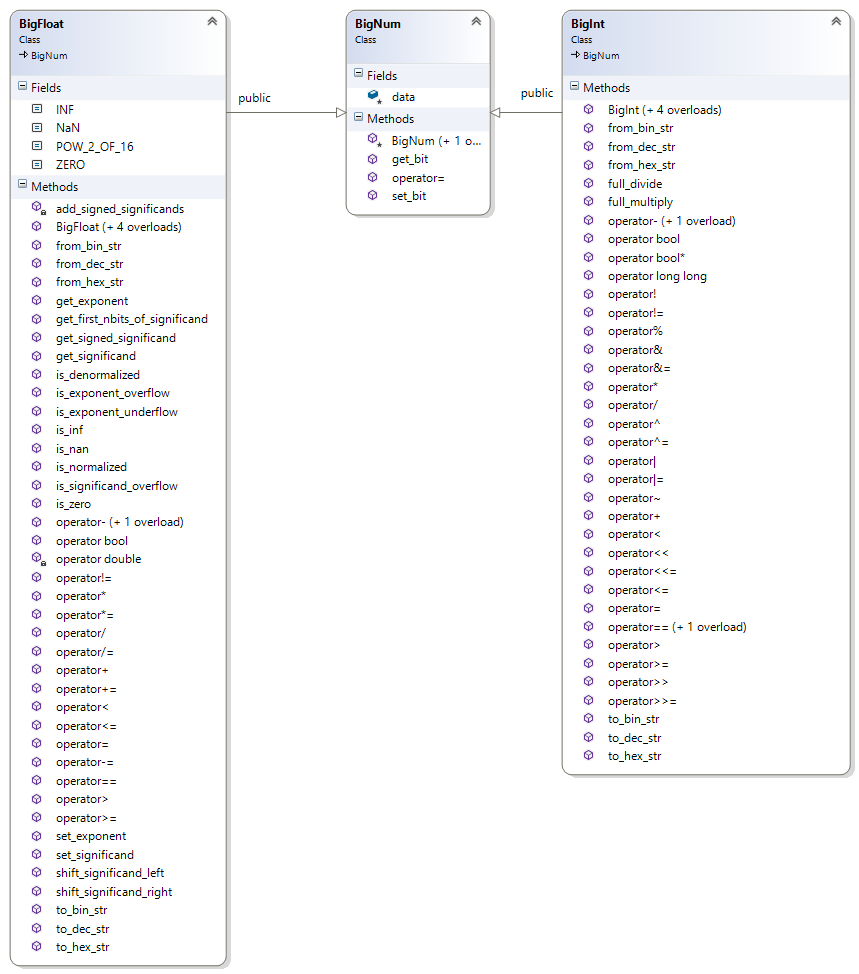 BigFloat
Class
BigNum
Fields
INF
NaN
POW_2_OF_16
ZERO
Methods
add_signed_significands
BigFloat (+ 4 overloads)
from_bin_str
from_dec_str
from_hex_str
get_exponent
get_first_nbits_of_significand
get_signed_significand
get_significand
is_denormalized
is_exponent_overflow
is_exponent_underflow
is_inf
is_nan
is_normalized
is_significand_overflow
is_zero
operator- (+ 1 overload)
operator bool
operator double
operator!=
operator*
operator*=
operator/
operator/=
operator+
operator+=
operator<
operator<=
operator=
operator-=
operator==
operator>
operator>=
set_exponent
set_significand
shift_significand_left
shift_significand_right
to_bin_str
to_dec_str
to_hex_str
public
BigNum
Class
Fields
data
Methods
BigNum (+ 1 o...
get_bit
operator=
set_bit
public
BigInt
Class
BigNum
Methods
BigInt (+ 4 overloads)
from_bin_str
from_dec_str
from_hex_str
full_divide
full_multiply
operator- (+ 1 overload)
operator bool
operator bool*
operator long long
operator!
operator!=
operator%
operator&
operator&=
operator*
operator/
operator^
operator^=
operator|
operator|=
operator~
operator+
operator<
operator<<
operator<<=
operator<=
operator=
operator== (+ 1 overload)
operator>
operator>=
operator>>
operator>>=
to_bin_str
to_dec_str
to_hex_str